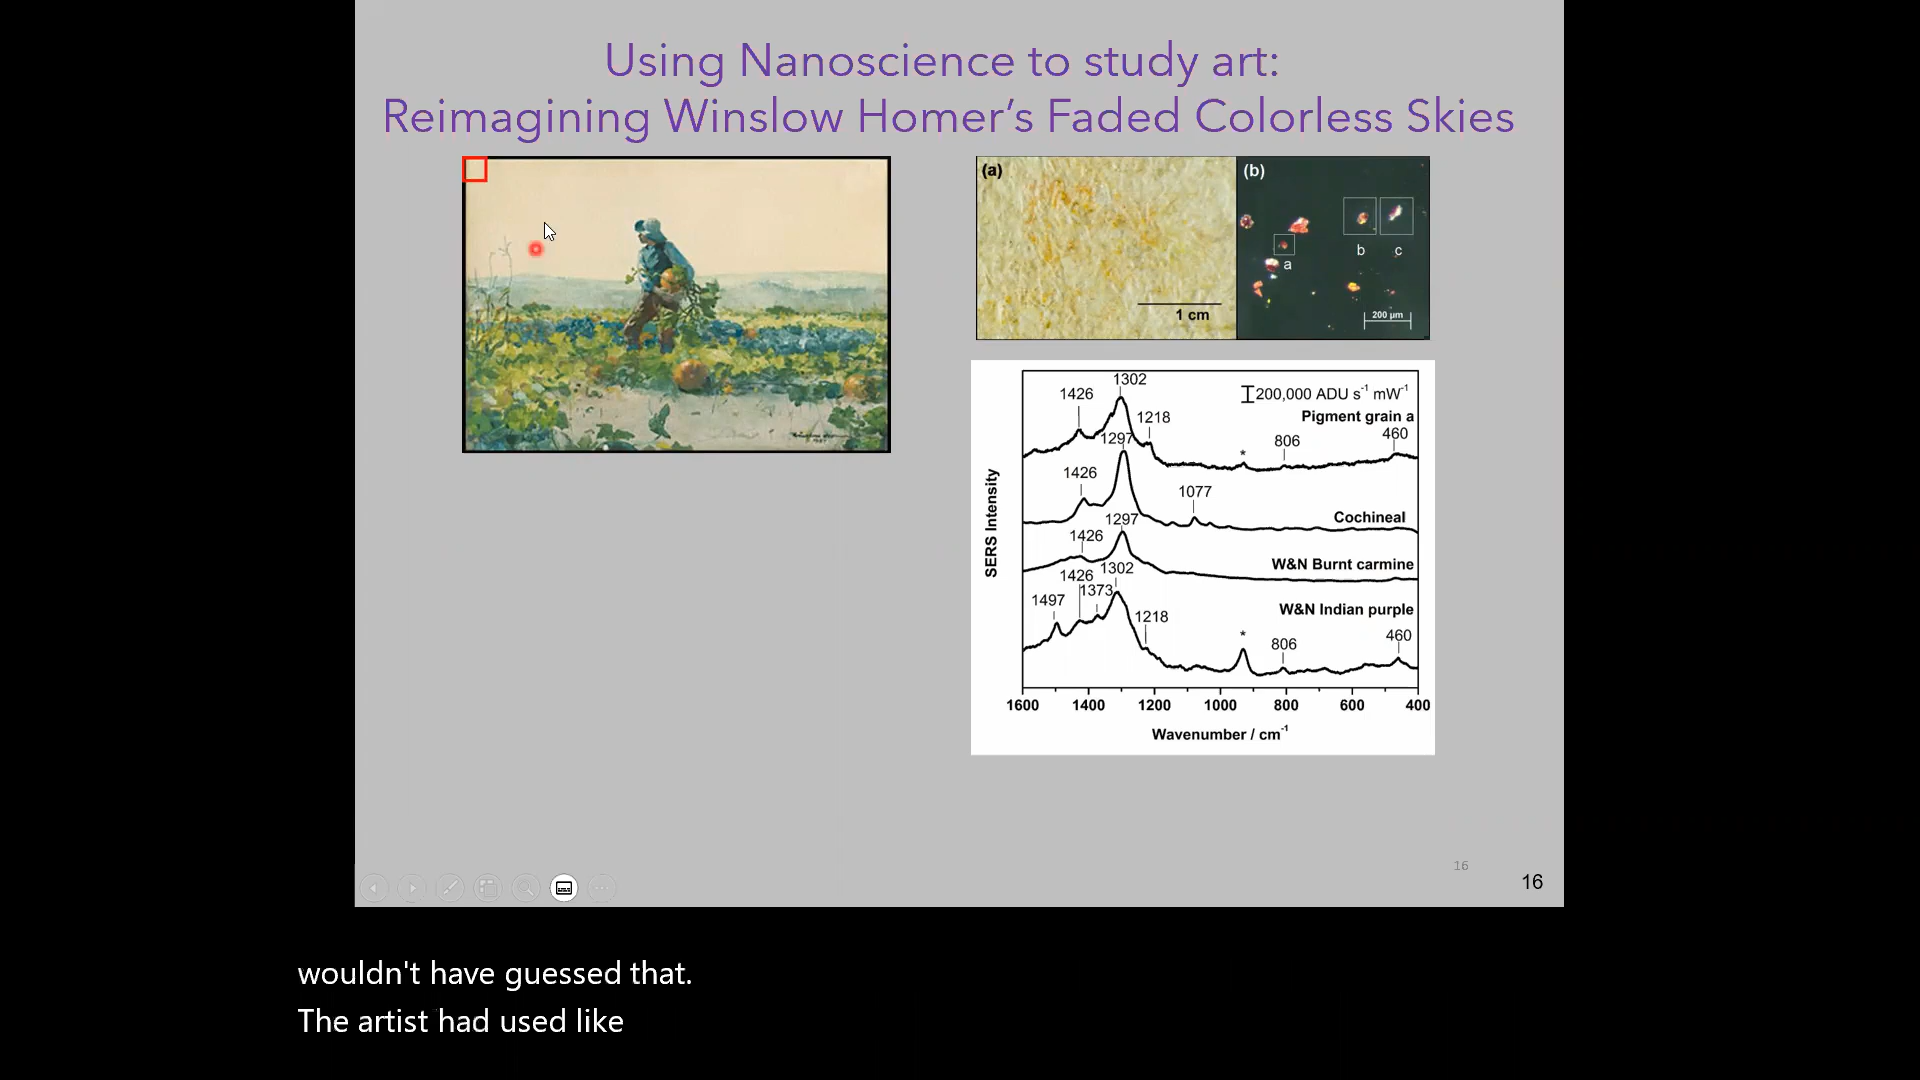 Using Nanoscience to study art:
Reimagining Winslow Homer's Faded Colorless Skies
(a)
1 cm
(b)
a
b
c
200 µm
1302
1426
200,000 ADU s-1 mW-1
Pigment grain a
1218
1297
*
806
460
1426
1077
Cochineal
1297
1426
W&N Burnt carmine
1302
1426
1373
1497
W&N Indian purple
1218
*
806
460
SERS Intensity
1600 1400 1200 1000 800 600 400
Wavenumber / cm-1
16
16
wouldn't have guessed that.
The artist had used like